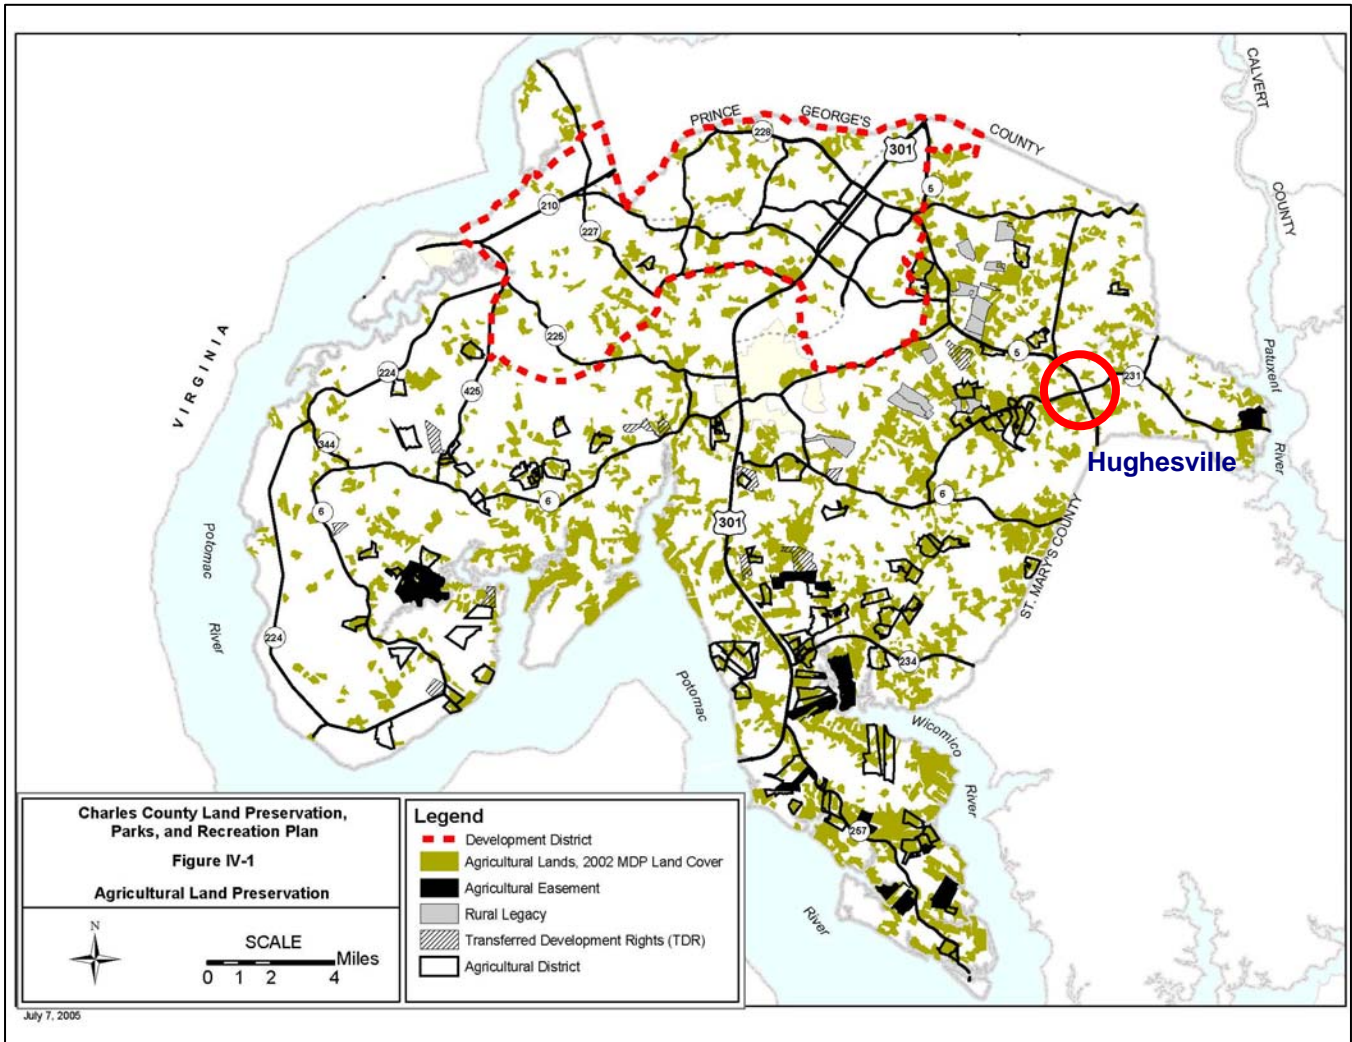 CALVERT
COUNTY
PRINCE GEORGE'S COUNTY
228
301
5
210
227
VIRGINIA
225
224
425
5
231
Patuxent
River
Hughesville
344
6
6
6
301
ST. MARY'S COUNTY
Potomac
River
224
234
Potomac
River
Wicomico
River
257
Charles County Land Preservation,
Parks, and Recreation Plan
Figure IV-1
Agricultural Land Preservation
N
SCALE
0 1 2 4 Miles
Legend
Development District
Agricultural Lands, 2002 MDP Land Cover
Agricultural Easement
Rural Legacy
Transferred Development Rights (TDR)
Agricultural District
July 7, 2005